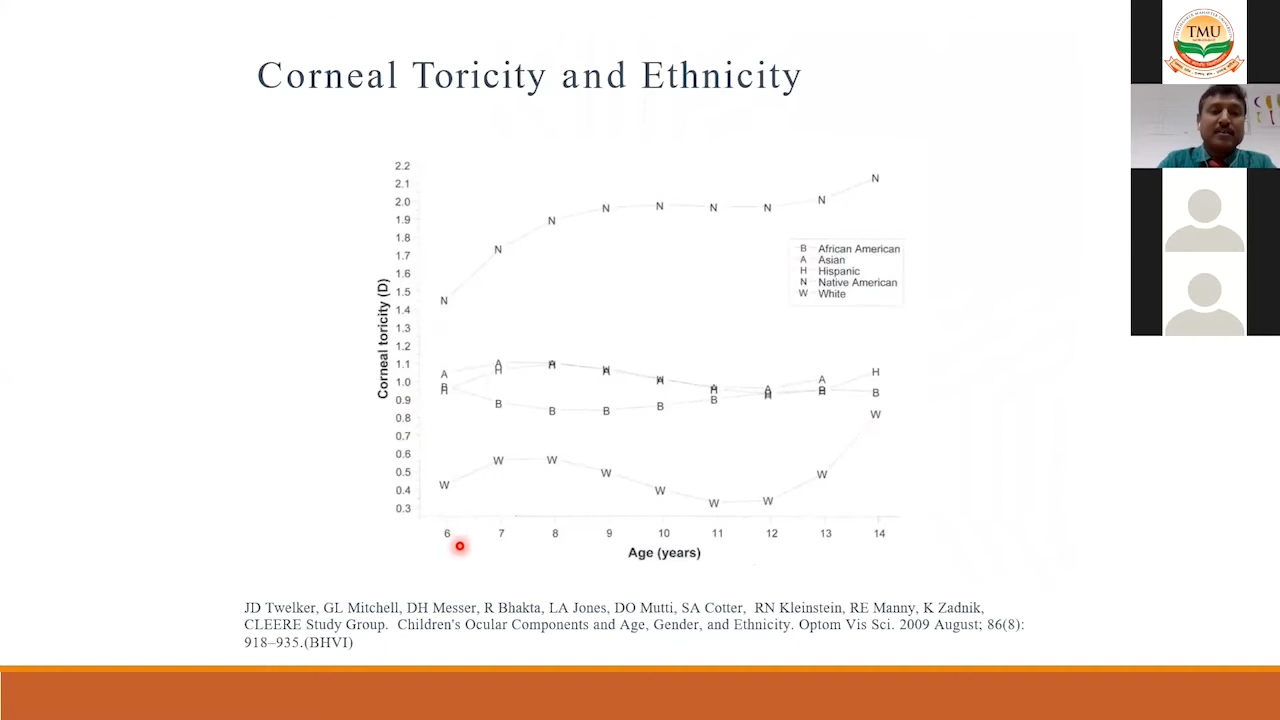 Corneal Toricity and Ethnicity
TMU
2.2
2.1
2.0
1.9
1.8
1.7
1.6
1.5
1.4
1.3
1.2
1.1
1.0
0.9
0.8
0.7
0.6
0.5
0.4
0.3
Corneal toricity (D)
N N N N N N N N N
A A A A A A A A
H H H H H H H H H
B B B B B B B
W W W W W W W W W
B African American
A Asian
H Hispanic
N Native American
W White
6 7 8 9 10 11 12 13 14
Age (years)
JD Twelker, GL Mitchell, DH Messer, R Bhakta, LA Jones, DO Mutti, SA Cotter, RN Kleinstein, RE Manny, K Zadnik,
CLEERE Study Group. Children's Ocular Components and Age, Gender, and Ethnicity. Optom Vis Sci. 2009 August; 86(8):
918–935.(BHVI)